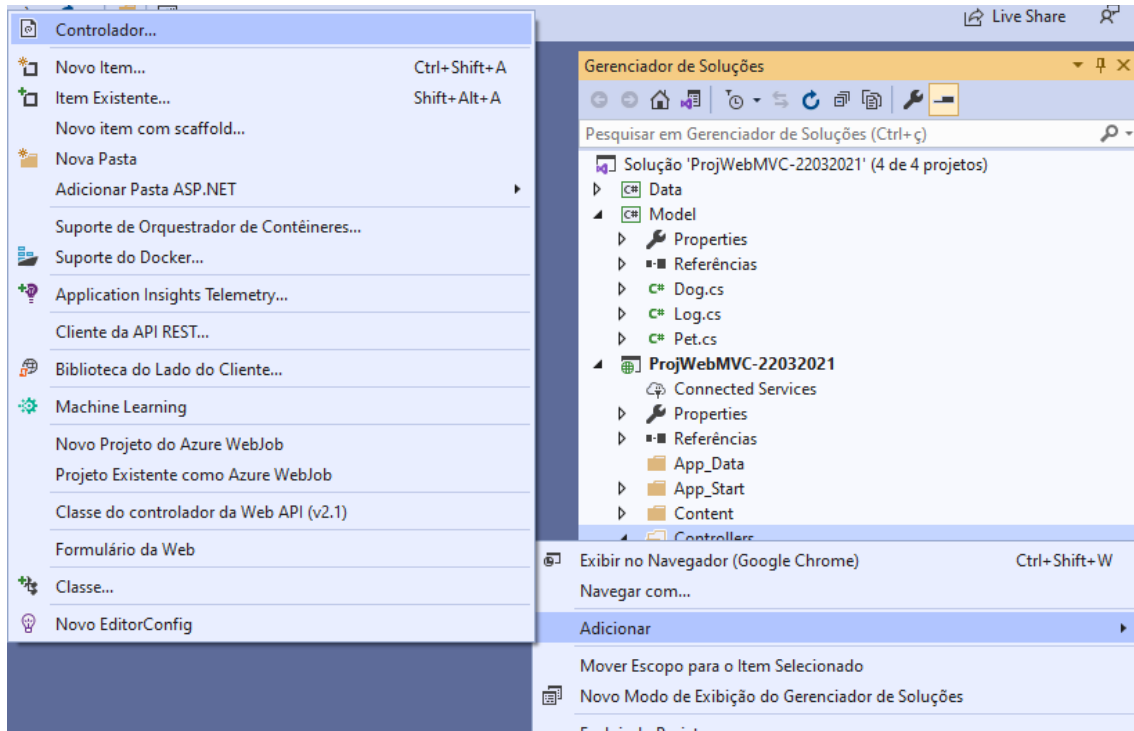 Controlador...
Novo Item... Ctrl+Shift+A
Item Existente... Shift+Alt+A
Novo item com scaffold...
Nova Pasta
Adicionar Pasta ASP.NET
Suporte de Orquestrador de Contêineres...
Suporte do Docker...
Application Insights Telemetry...
Cliente da API REST...
Biblioteca do Lado do Cliente...
Machine Learning
Novo Projeto do Azure WebJob
Projeto Existente como Azure WebJob
Classe do controlador da Web API (v2.1)
Formulário da Web
Classe...
Novo EditorConfig
Live Share
Gerenciador de Soluções
Pesquisar em Gerenciador de Soluções (Ctrl+ç)
Solução 'ProjWebMVC-22032021' (4 de 4 projetos)
C# Data
C# Model
Properties
Referências
C# Dog.cs
C# Log.cs
C# Pet.cs
ProjWebMVC-22032021
Connected Services
Properties
Referências
App_Data
App_Start
Content
Controllers
Exibir no Navegador (Google Chrome) Ctrl+Shift+W
Navegar com...
Adicionar
Mover Escopo para o Item Selecionado
Novo Modo de Exibição do Gerenciador de Soluções